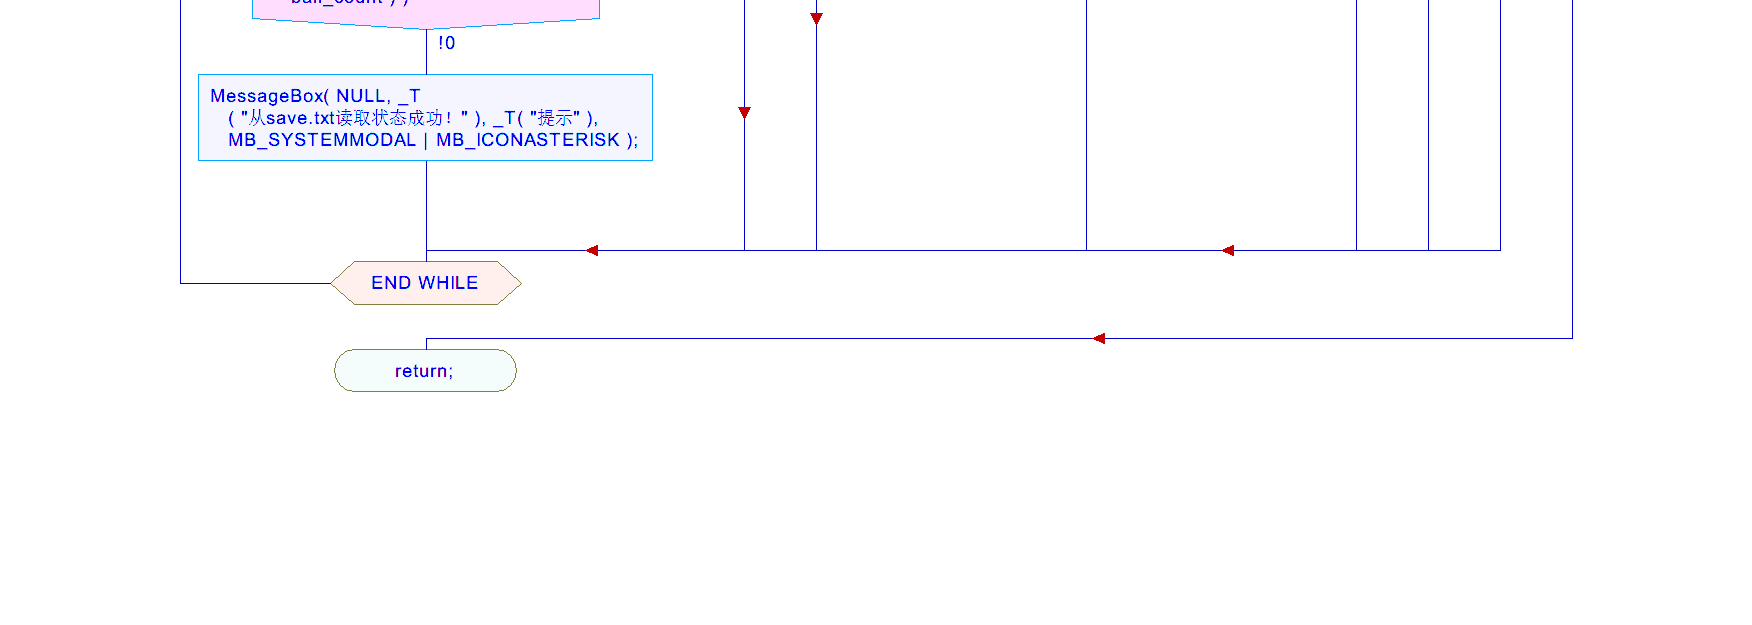 ball_count ) )
!0
MessageBox( NULL, _T
( "从save.txt读取状态成功！" ), _T( "提示" ),
MB_SYSTEMMODAL | MB_ICONASTERISK );
END WHILE
return;